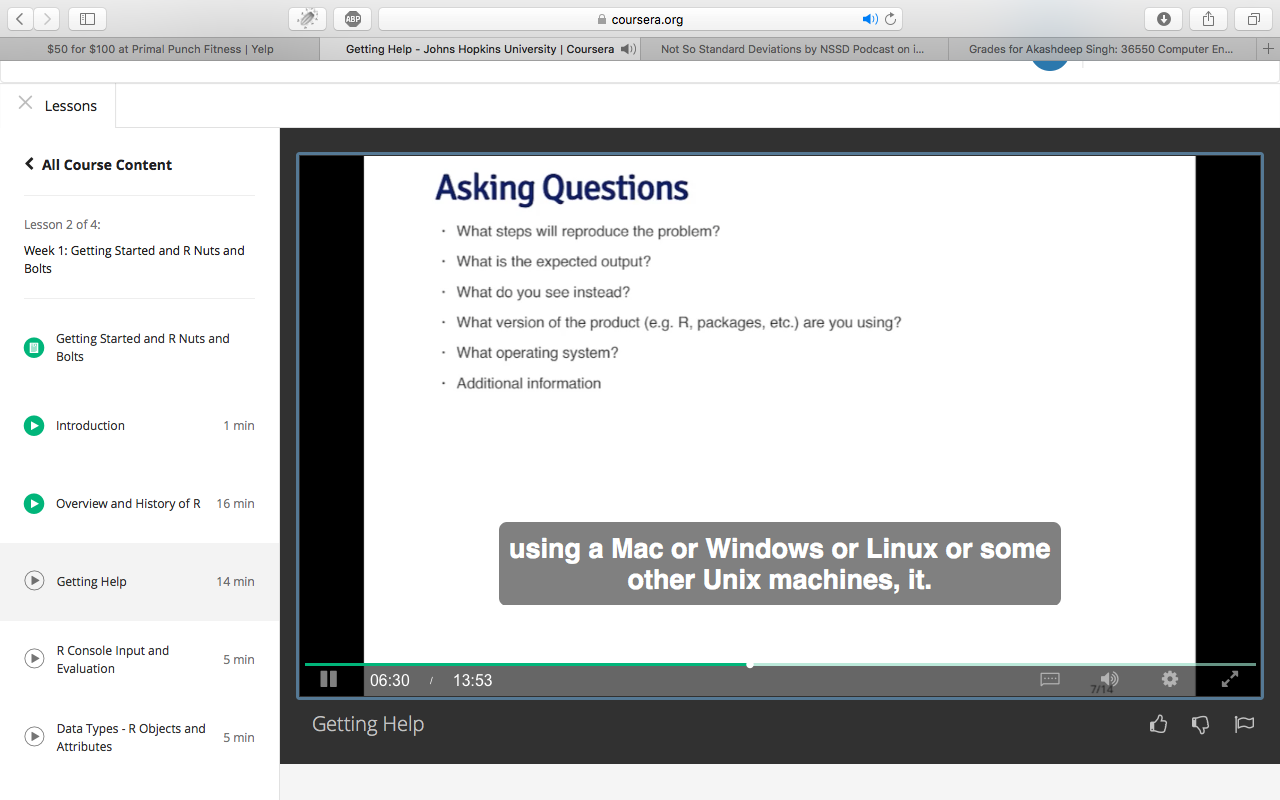 ABP
coursera.org
$50 for $100 at Primal Punch Fitness | Yelp
Getting Help - Johns Hopkins University | Coursera
Not So Standard Deviations by NSSD Podcast on i...
Grades for Akashdeep Singh: 36550 Computer En...
Lessons
All Course Content
Lesson 2 of 4:
Week 1: Getting Started and R Nuts and
Bolts
Getting Started and R Nuts and
Bolts
Introduction 1 min
Overview and History of R 16 min
Getting Help 14 min
R Console Input and
Evaluation 5 min
Data Types - R Objects and
Attributes 5 min
Asking Questions
· What steps will reproduce the problem?
· What is the expected output?
· What do you see instead?
· What version of the product (e.g. R, packages, etc.) are you using?
· What operating system?
· Additional information
using a Mac or Windows or Linux or some
other Unix machines, it.
06:30 / 13:53
7/14
Getting Help